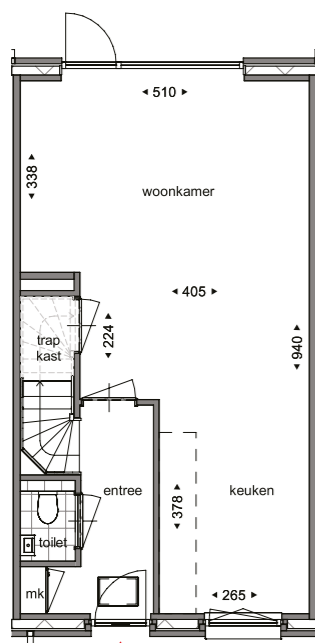 510
338
woonkamer
405
trap
kast
224
940
entree
keuken
378
toilet
mk
265